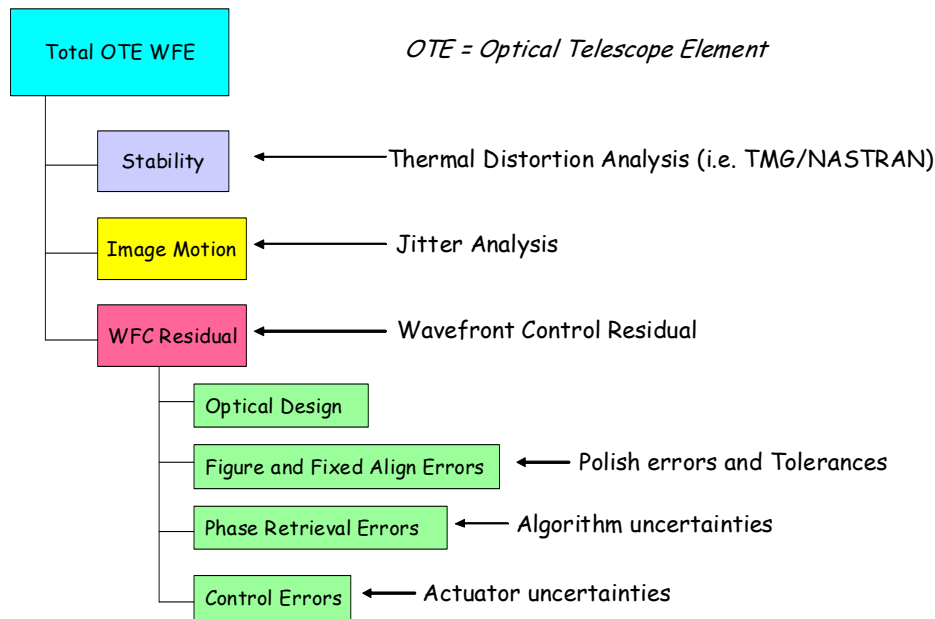 Total OTE WFE
OTE = Optical Telescope Element
Stability
Thermal Distortion Analysis (i.e. TMG/NASTRAN)
Image Motion
Jitter Analysis
WFC Residual
Wavefront Control Residual
Optical Design
Figure and Fixed Align Errors
Polish errors and Tolerances
Phase Retrieval Errors
Algorithm uncertainties
Control Errors
Actuator uncertainties